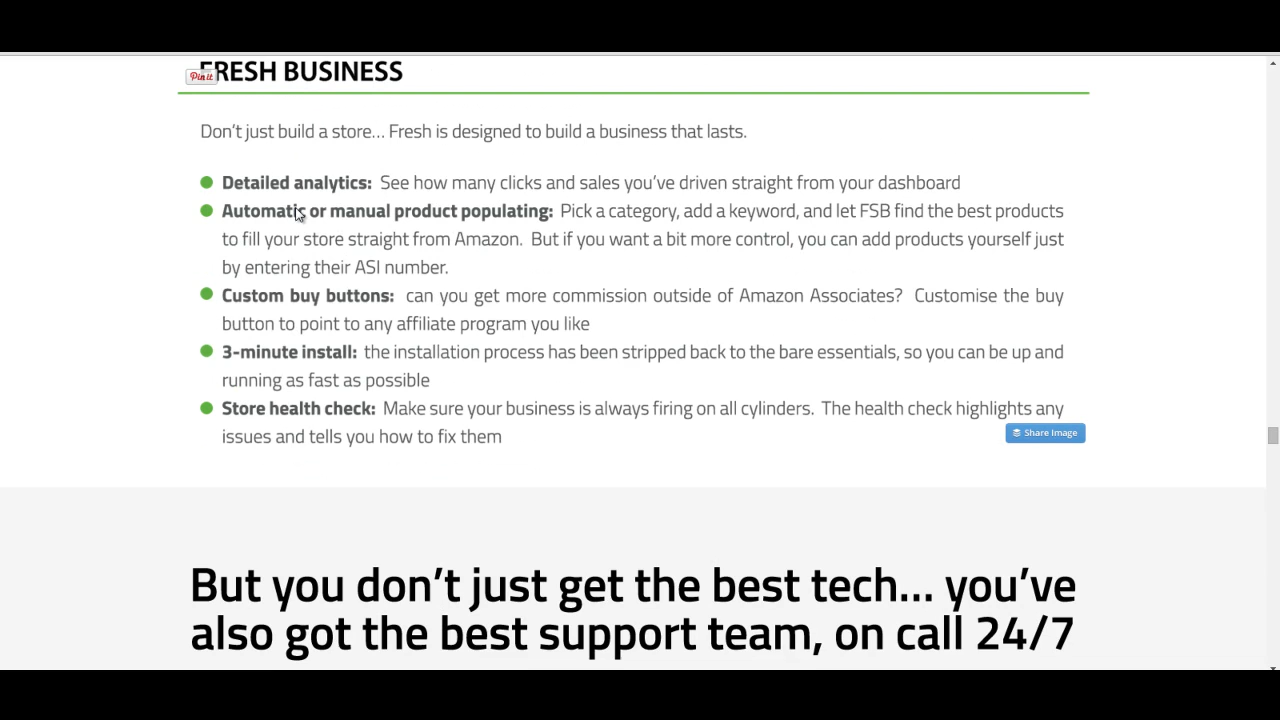 FRESH BUSINESS
Pin it
Don't just build a store... Fresh is designed to build a business that lasts.
Detailed analytics: See how many clicks and sales you've driven straight from your dashboard
Automatic or manual product populating: Pick a category, add a keyword, and let FSB find the best products
to fill your store straight from Amazon. But if you want a bit more control, you can add products yourself just
by entering their ASI number.
Custom buy buttons: can you get more commission outside of Amazon Associates? Customise the buy
button to point to any affiliate program you like
3-minute install: the installation process has been stripped back to the bare essentials, so you can be up and
running as fast as possible
Store health check: Make sure your business is always firing on all cylinders. The health check highlights any
issues and tells you how to fix them
Share Image
But you don't just get the best tech... you've
also got the best support team, on call 24/7